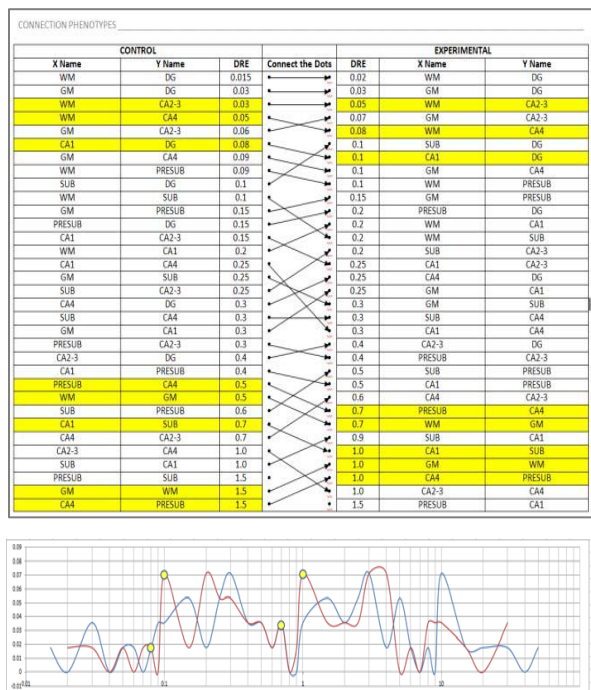 CONNECTION PHENOTYPES
CONTROL EXPERIMENTAL
X Name Y Name DRE Connect the Dots DRE X Name Y Name
WM DG 0.015 0.02 WM DG
GM DG 0.03 0.03 GM DG
WM CA2-3 0.03 0.05 WM CA2-3
WM CA4 0.05 0.07 GM CA2-3
GM CA2-3 0.06 0.08 WM CA4
CA1 DG 0.08 0.1 SUB DG
GM CA4 0.09 0.1 CA1 DG
WM PRESUB 0.09 0.1 GM CA4
SUB DG 0.1 0.1 WM PRESUB
WM SUB 0.1 0.15 GM PRESUB
GM PRESUB 0.15 0.2 PRESUB DG
PRESUB DG 0.15 0.2 WM CA1
CA1 CA2-3 0.15 0.2 WM SUB
WM CA1 0.2 0.2 SUB CA2-3
CA1 CA4 0.25 0.25 CA1 CA2-3
GM SUB 0.25 0.25 CA4 DG
SUB CA2-3 0.25 0.25 GM CA1
CA4 DG 0.3 0.3 GM SUB
SUB CA4 0.3 0.3 SUB CA4
GM CA1 0.3 0.3 CA1 CA4
PRESUB CA2-3 0.3 0.4 CA2-3 DG
CA2-3 DG 0.4 0.4 PRESUB CA2-3
CA1 PRESUB 0.4 0.5 SUB PRESUB
PRESUB CA4 0.5 0.5 CA1 PRESUB
WM GM 0.5 0.6 CA4 CA2-3
SUB PRESUB 0.6 0.7 PRESUB CA4
CA1 SUB 0.7 0.7 WM GM
CA4 CA2-3 0.7 0.9 SUB CA1
CA2-3 CA4 1.0 1.0 CA1 SUB
SUB CA1 1.0 1.0 GM WM
PRESUB SUB 1.5 1.0 CA4 PRESUB
GM WM 1.5 1.0 CA2-3 CA4
CA4 PRESUB 1.5 1.5 PRESUB CA1
0.09
0.08
0.07
0.06
0.05
0.04
0.03
0.02
0.01
0
-0.01 0.01 0.1 1 10